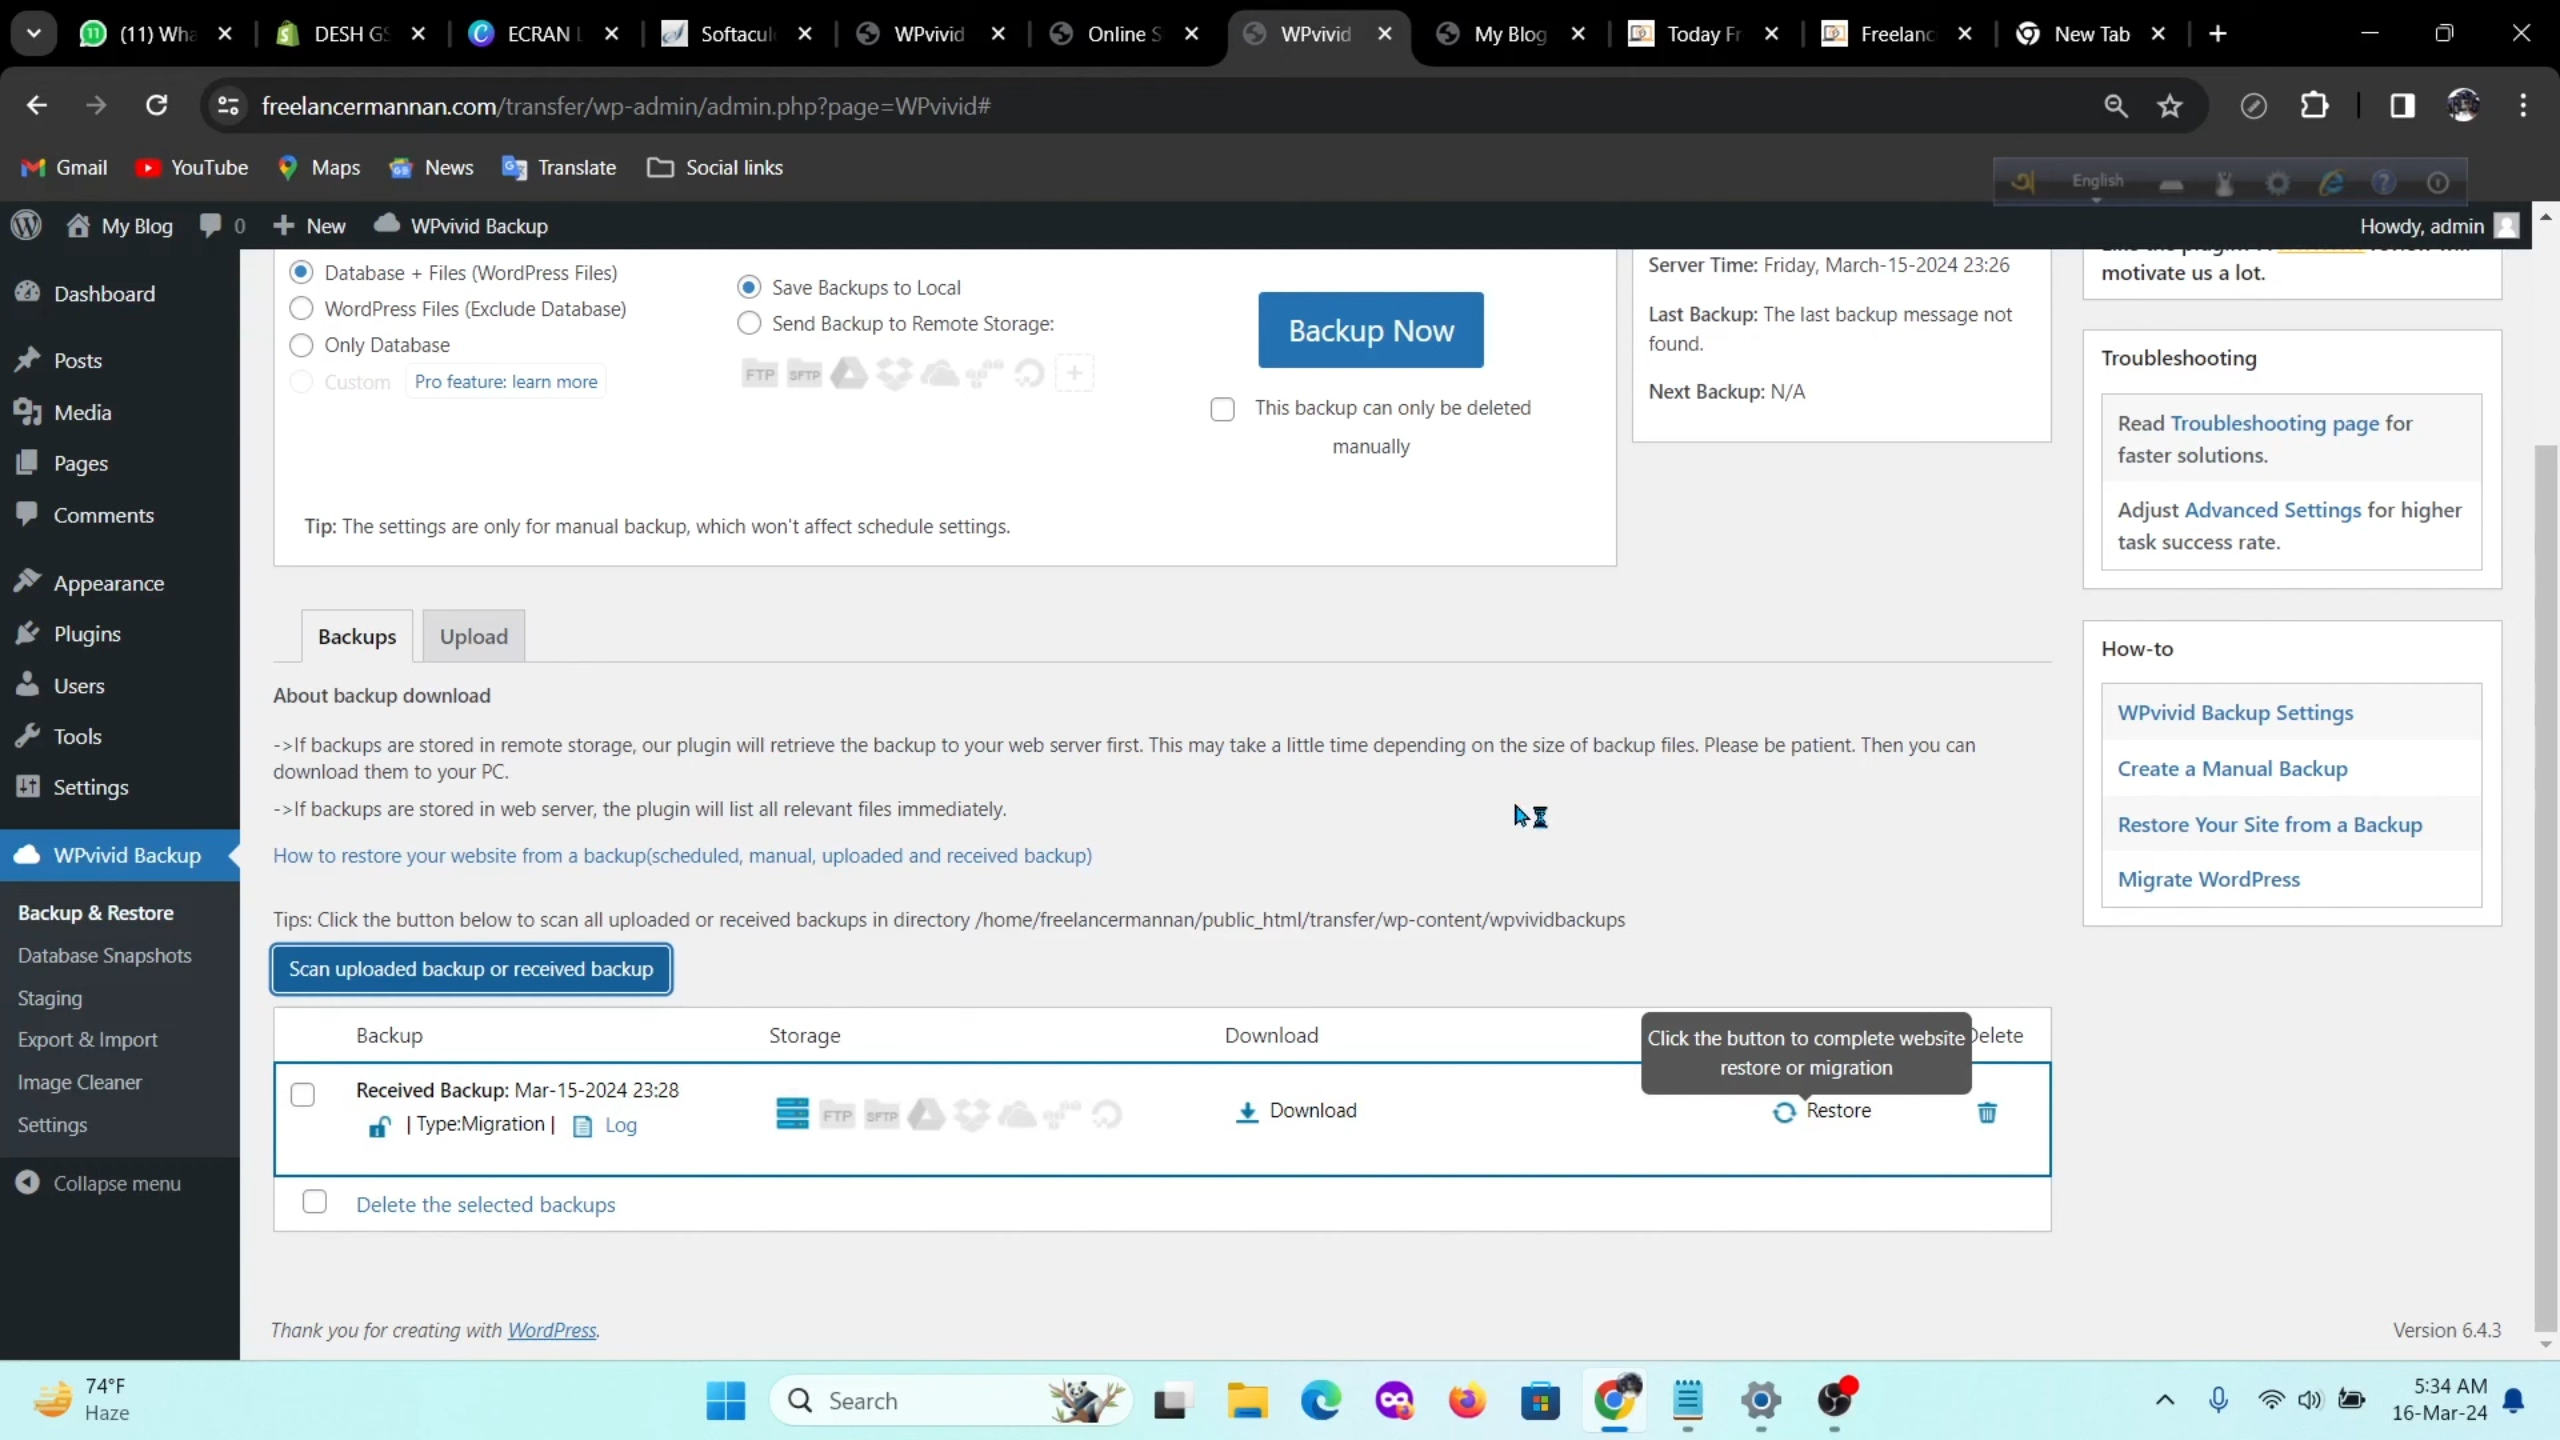 (11) Wha
DESH GS
ECRAN L
Softacul
WPvivid
Online S
WPvivid
My Blog
Today Fr
Freelanc
New Tab
freelancermannan.com/transfer/wp-admin/admin.php?page=WPvivid#
Gmail
YouTube
Maps
News
Translate
Social links
English
My Blog
0
New
WPvivid Backup
Howdy, admin
Dashboard
Posts
Media
Pages
Comments
Appearance
Plugins
Users
Tools
Settings
WPvivid Backup
Backup & Restore
Database Snapshots
Staging
Export & Import
Image Cleaner
Settings
Collapse menu
Database + Files (WordPress Files)
WordPress Files (Exclude Database)
Only Database
Custom Pro feature: learn more
Save Backups to Local
Send Backup to Remote Storage:
FTP SFTP
Backup Now
This backup can only be deleted
manually
Tip: The settings are only for manual backup, which won't affect schedule settings.
Server Time: Friday, March-15-2024 23:26
Last Backup: The last backup message not
found.
Next Backup: N/A
motivate us a lot.
Troubleshooting
Read Troubleshooting page for
faster solutions.
Adjust Advanced Settings for higher
task success rate.
How-to
WPvivid Backup Settings
Create a Manual Backup
Restore Your Site from a Backup
Migrate WordPress
Backups
Upload
About backup download
->If backups are stored in remote storage, our plugin will retrieve the backup to your web server first. This may take a little time depending on the size of backup files. Please be patient. Then you can
download them to your PC.
->If backups are stored in web server, the plugin will list all relevant files immediately.
How to restore your website from a backup(scheduled, manual, uploaded and received backup)
Tips: Click the button below to scan all uploaded or received backups in directory /home/freelancermannan/public_html/transfer/wp-content/wpvividbackups
Scan uploaded backup or received backup
Backup
Storage
Download
Click the button to complete website
restore or migration
Delete
Received Backup: Mar-15-2024 23:28
| Type:Migration | Log
FTP SFTP
Download
Restore
Delete the selected backups
Thank you for creating with WordPress.
Version 6.4.3
74°F
Haze
Search
5:34 AM
16-Mar-24